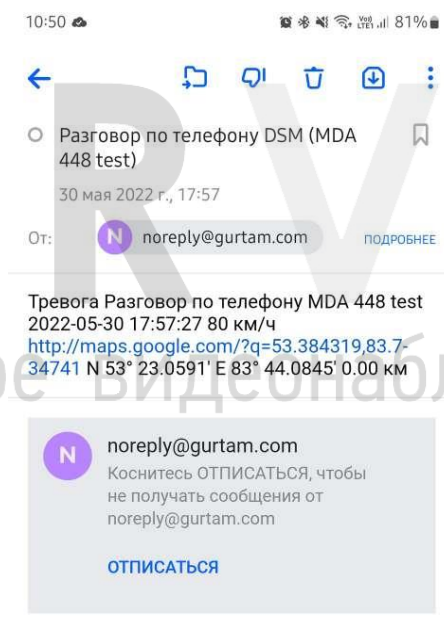 10:50
81%
Разговор по телефону DSM (MDA
448 test)
30 мая 2022 г., 17:57
От: N noreply@gurtam.com ПОДРОБНЕЕ
Тревога Разговор по телефону MDA 448 test
2022-05-30 17:57:27 80 км/ч
http://maps.google.com/?q=53.384319,83.7-
34741 N 53° 23.0591' E 83° 44.0845' 0.00 км
N noreply@gurtam.com
Коснитесь ОТПИСАТЬСЯ, чтобы
не получать сообщения от
noreply@gurtam.com
ОТПИСАТЬСЯ